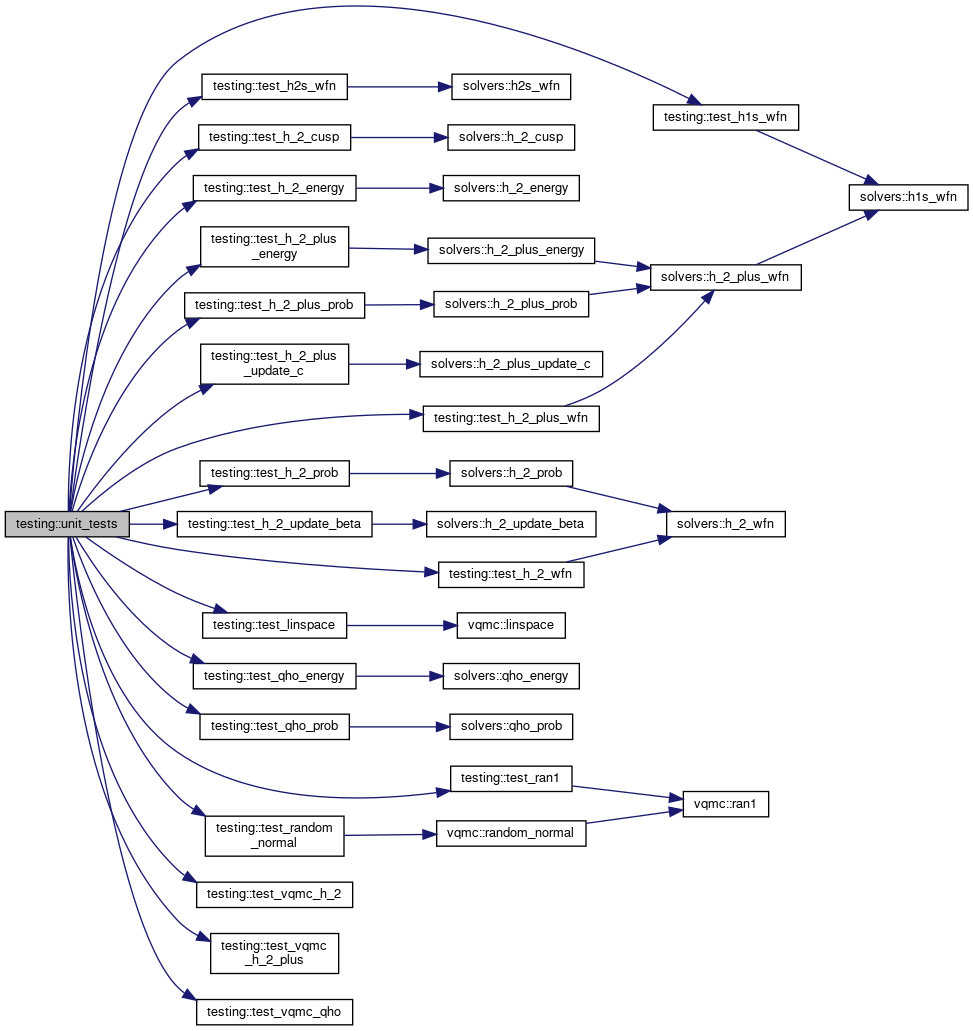 testing::unit_tests
testing::test_h2s_wfn
solvers::h2s_wfn
testing::test_h1s_wfn
testing::test_h_2_cusp
solvers::h_2_cusp
testing::test_h_2_energy
solvers::h_2_energy
solvers::h1s_wfn
testing::test_h_2_plus
_energy
solvers::h_2_plus_energy
solvers::h_2_plus_wfn
testing::test_h_2_plus_prob
solvers::h_2_plus_prob
testing::test_h_2_plus
_update_c
solvers::h_2_plus_update_c
testing::test_h_2_plus_wfn
testing::test_h_2_prob
solvers::h_2_prob
testing::test_h_2_update_beta
solvers::h_2_update_beta
solvers::h_2_wfn
testing::test_h_2_wfn
testing::test_linspace
vqmc::linspace
testing::test_qho_energy
solvers::qho_energy
testing::test_qho_prob
solvers::qho_prob
testing::test_ran1
vqmc::ran1
testing::test_random
_normal
vqmc::random_normal
testing::test_vqmc_h_2
testing::test_vqmc
_h_2_plus
testing::test_vqmc_qho